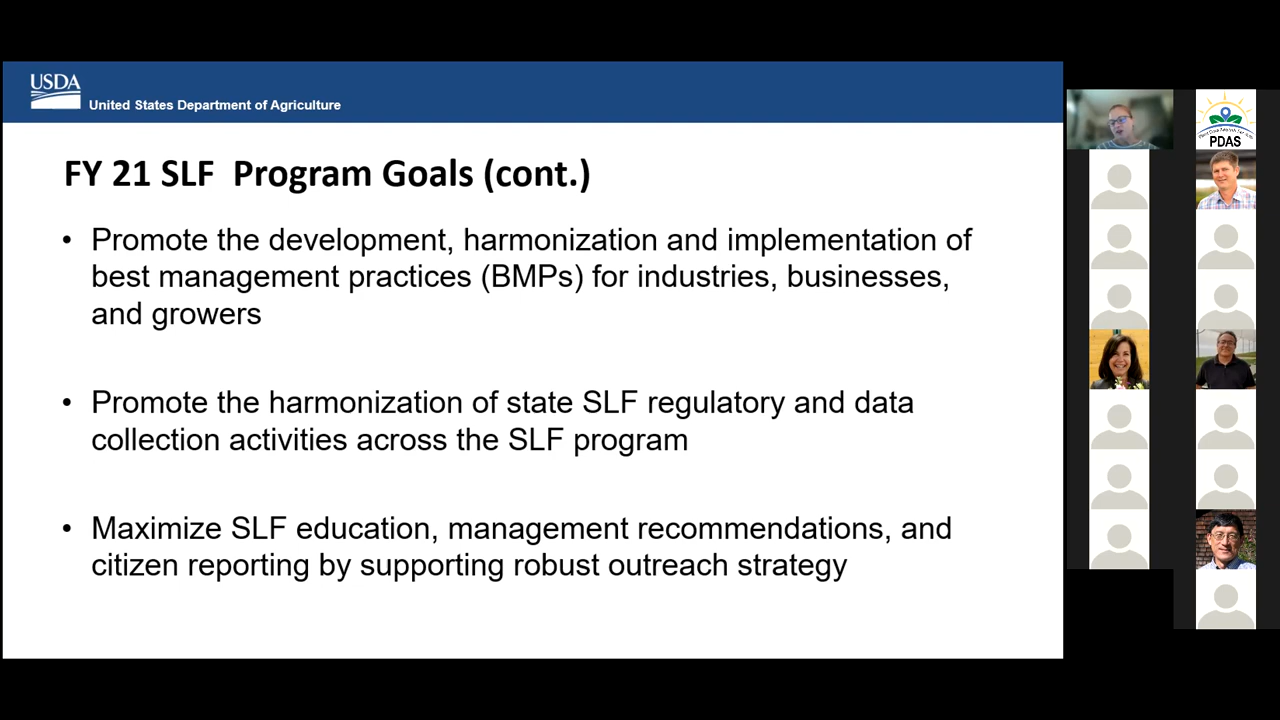 USDA
United States Department of Agriculture
FY 21 SLF Program Goals (cont.)
• Promote the development, harmonization and implementation of
best management practices (BMPs) for industries, businesses,
and growers
• Promote the harmonization of state SLF regulatory and data
collection activities across the SLF program
• Maximize SLF education, management recommendations, and
citizen reporting by supporting robust outreach strategy
PDAS